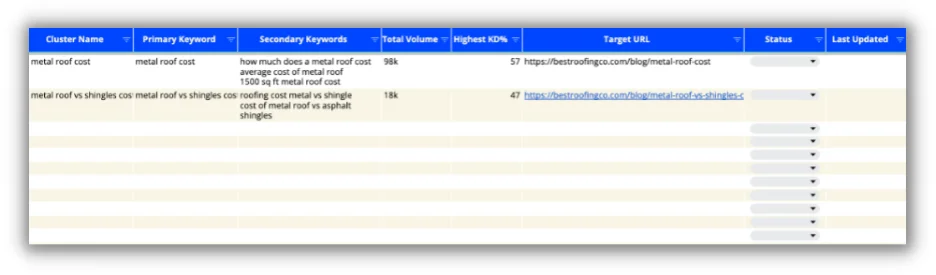 Cluster Name Primary Keyword Secondary Keywords Total Volume Highest KD% Target URL Status Last Updated
metal roof cost metal roof cost how much does a metal roof cost 98k 57 https://bestroofingco.com/blog/metal-roof-cost
average cost of metal roof
1500 sq ft metal roof cost
metal roof vs shingles cos metal roof vs shingles cos roofing cost metal vs shingle 18k 47 https://bestroofingco.com/blog/metal-roof-vs-shingles-c
cost of metal roof vs asphalt
shingles